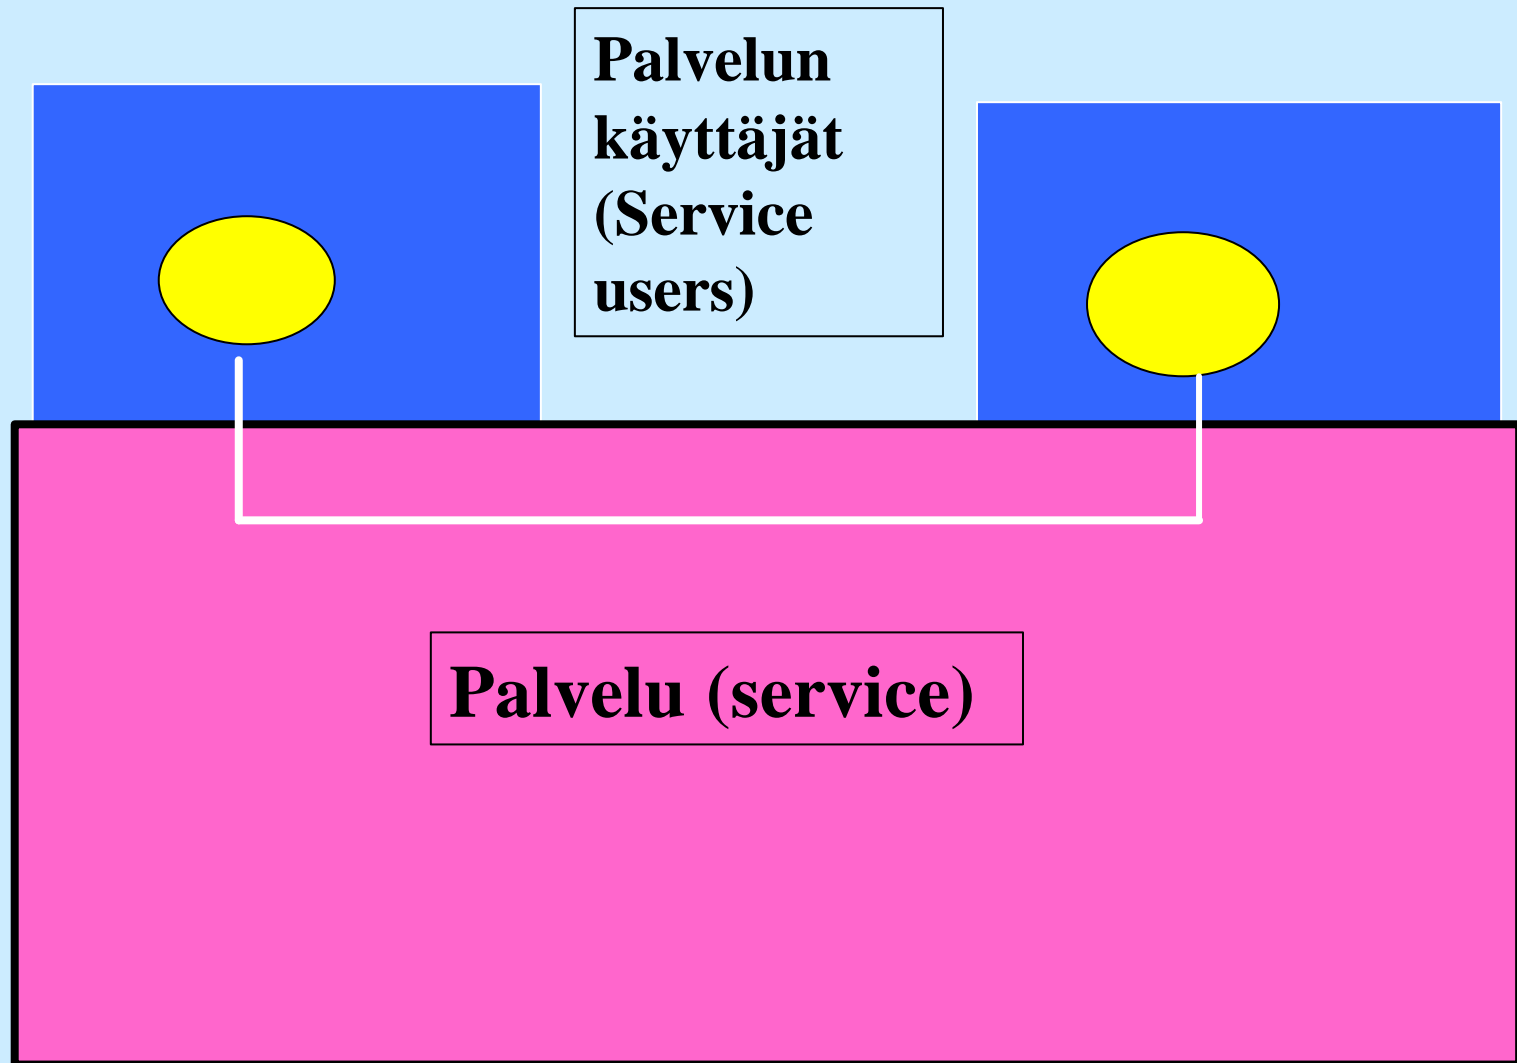 Palvelun
käyttäjät
(Service
users)
Palvelu (service)